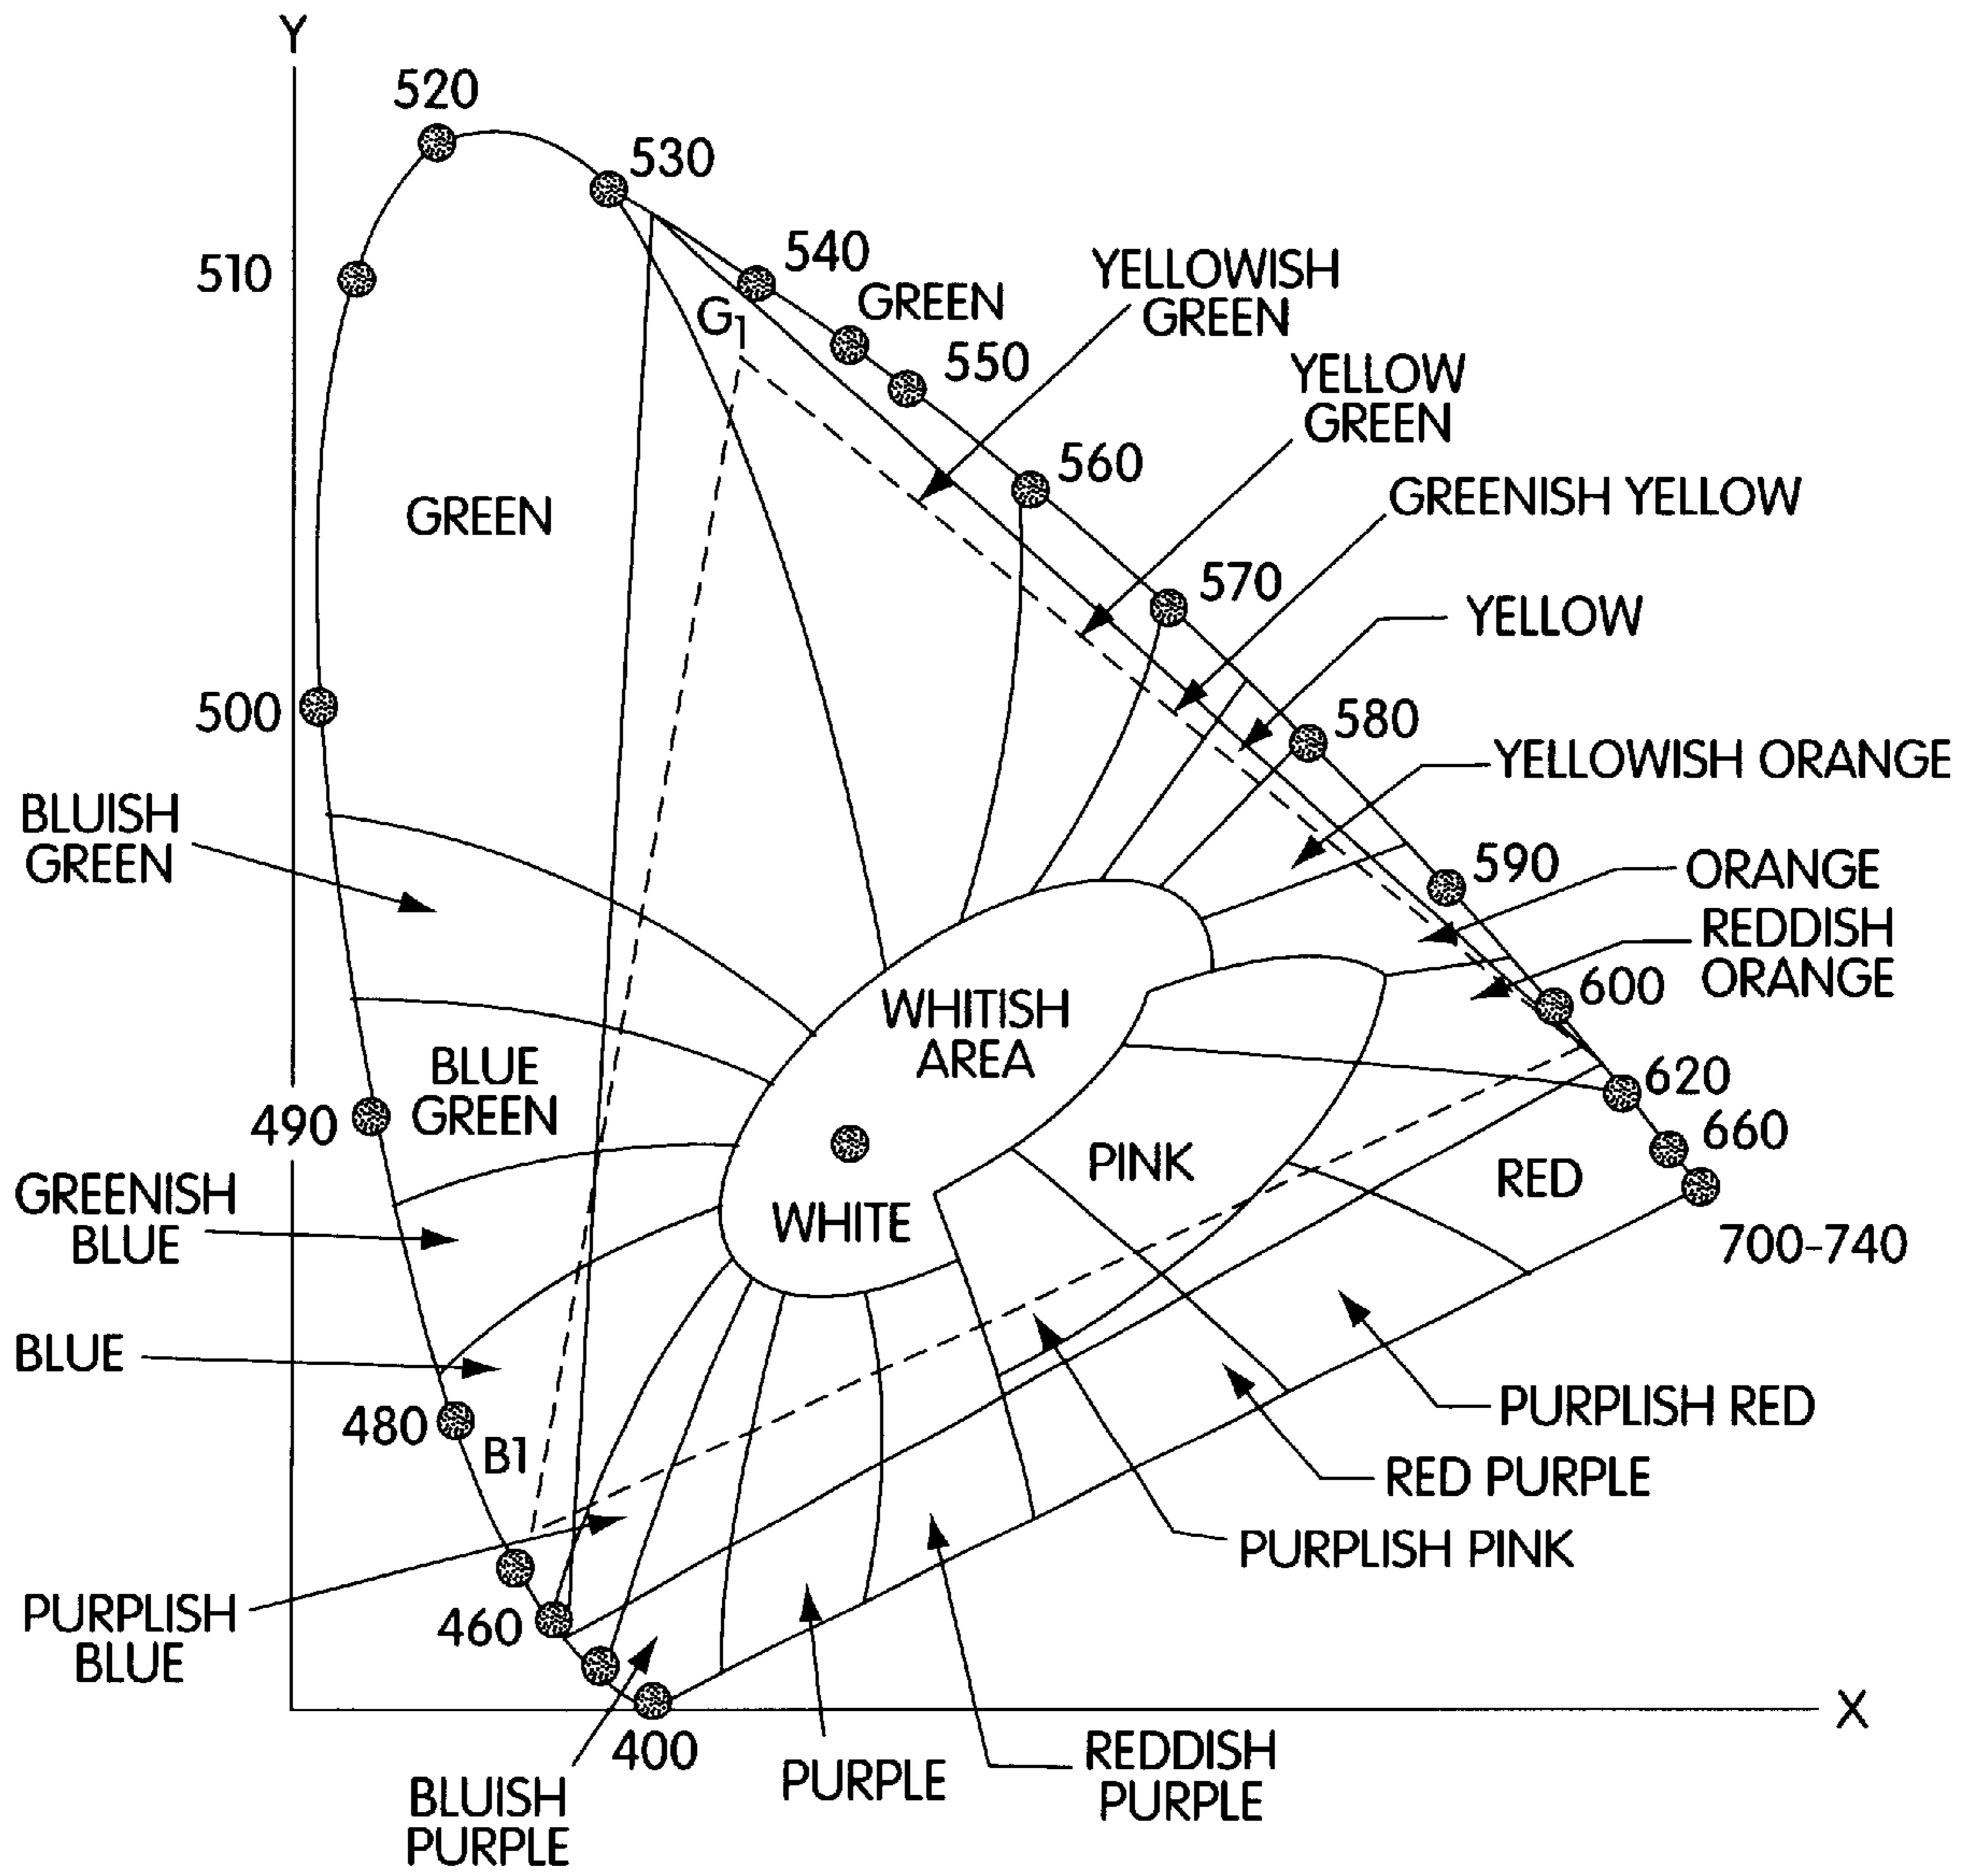 Y
520
530
540
GREEN
510
G1
550
YELLOWISH
GREEN
YELLOW
GREEN
560
GREENISH YELLOW
GREEN
570
YELLOW
500
580
YELLOWISH ORANGE
BLUISH
GREEN
590
ORANGE
REDDISH
ORANGE
WHITISH
AREA
600
BLUE
GREEN
620
490
660
PINK
RED
GREENISH
BLUE
WHITE
700-740
BLUE
480
B1
PURPLISH RED
RED PURPLE
PURPLISH PINK
PURPLISH
BLUE
460
X
400
BLUISH
PURPLE
PURPLE
REDDISH
PURPLE